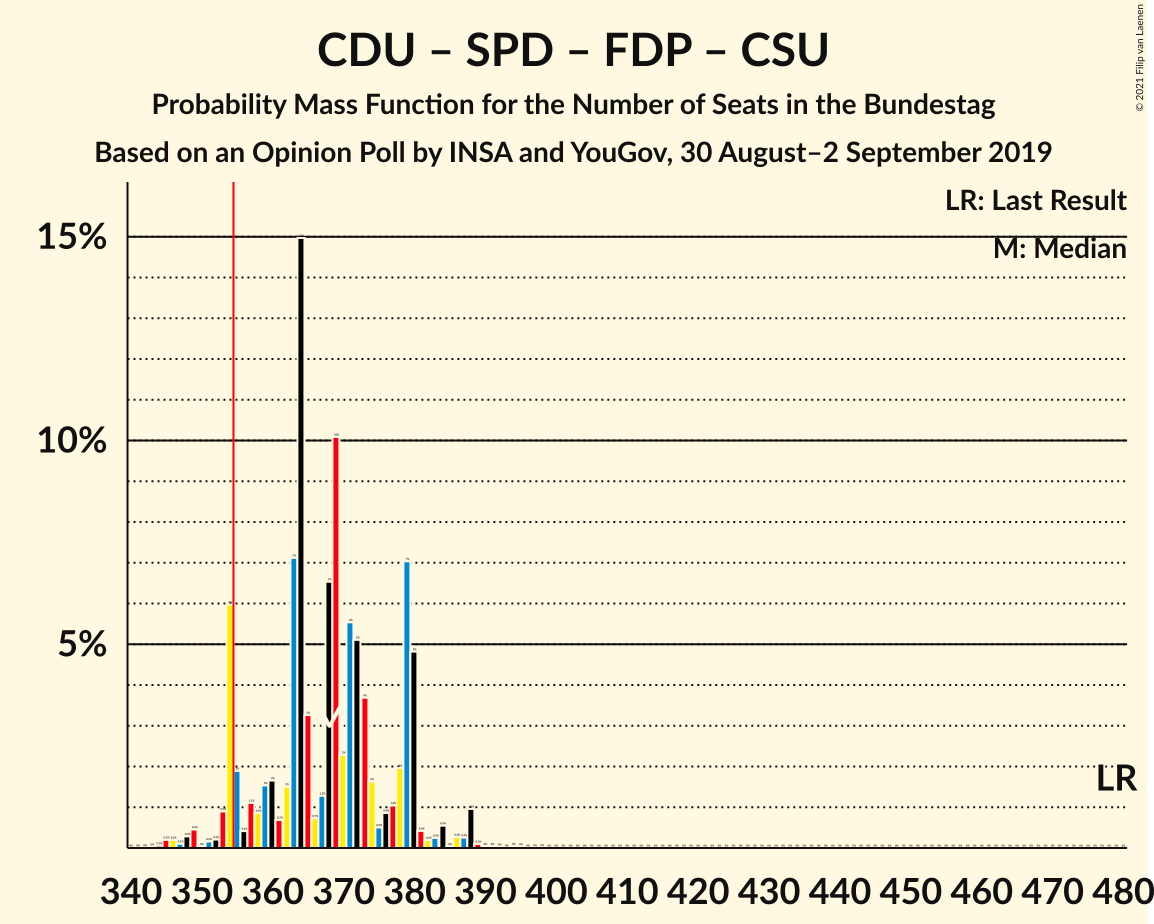 CDU – SPD – FDP – CSU
Probability Mass Function for the Number of Seats in the Bundestag
Based on an Opinion Poll by INSA and YouGov, 30 August–2 September 2019
© 2021 Filip van Laenen
LR: Last Result
M: Median
15%
10%
5%
LR
340 350 360 370 380 390 400 410 420 430 440 450 460 470 480